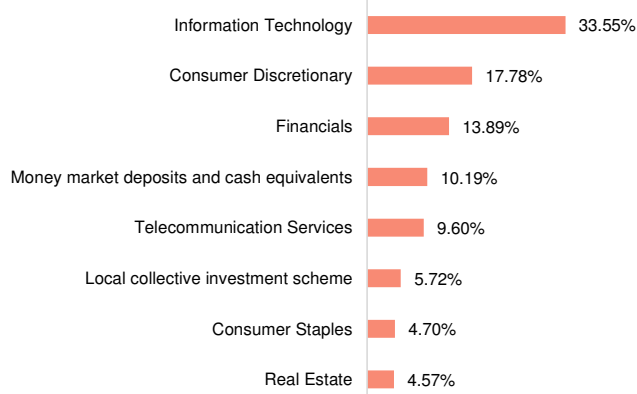 Information Technology 33.55%
Consumer Discretionary 17.78%
Financials 13.89%
Money market deposits and cash equivalents 10.19%
Telecommunication Services 9.60%
Local collective investment scheme 5.72%
Consumer Staples 4.70%
Real Estate 4.57%